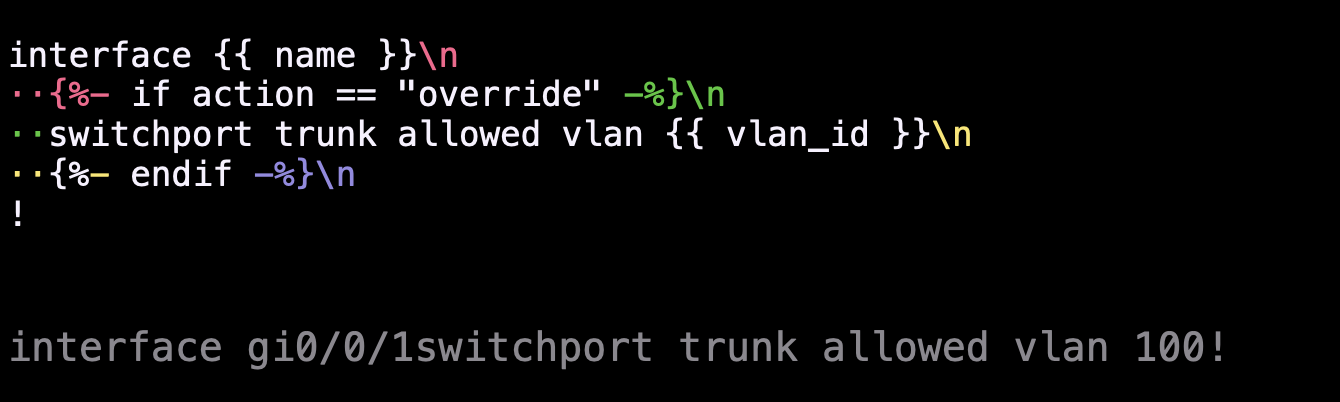 interface {{ name }}\n
··{%- if action == "override" -%}\n
··switchport trunk allowed vlan {{ vlan_id }}\n
··{%- endif -%}\n
!
interface gi0/0/1switchport trunk allowed vlan 100!